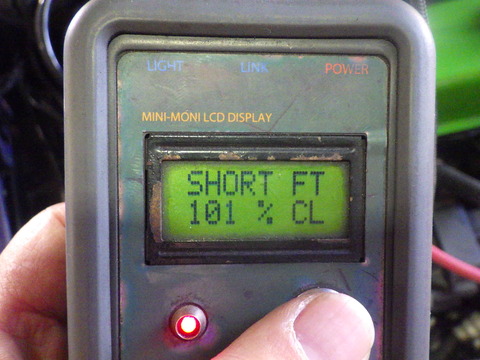 LIGHT LINK POWER
MINI-MONI LCD DISPLAY
SHORT FT
101 % CL